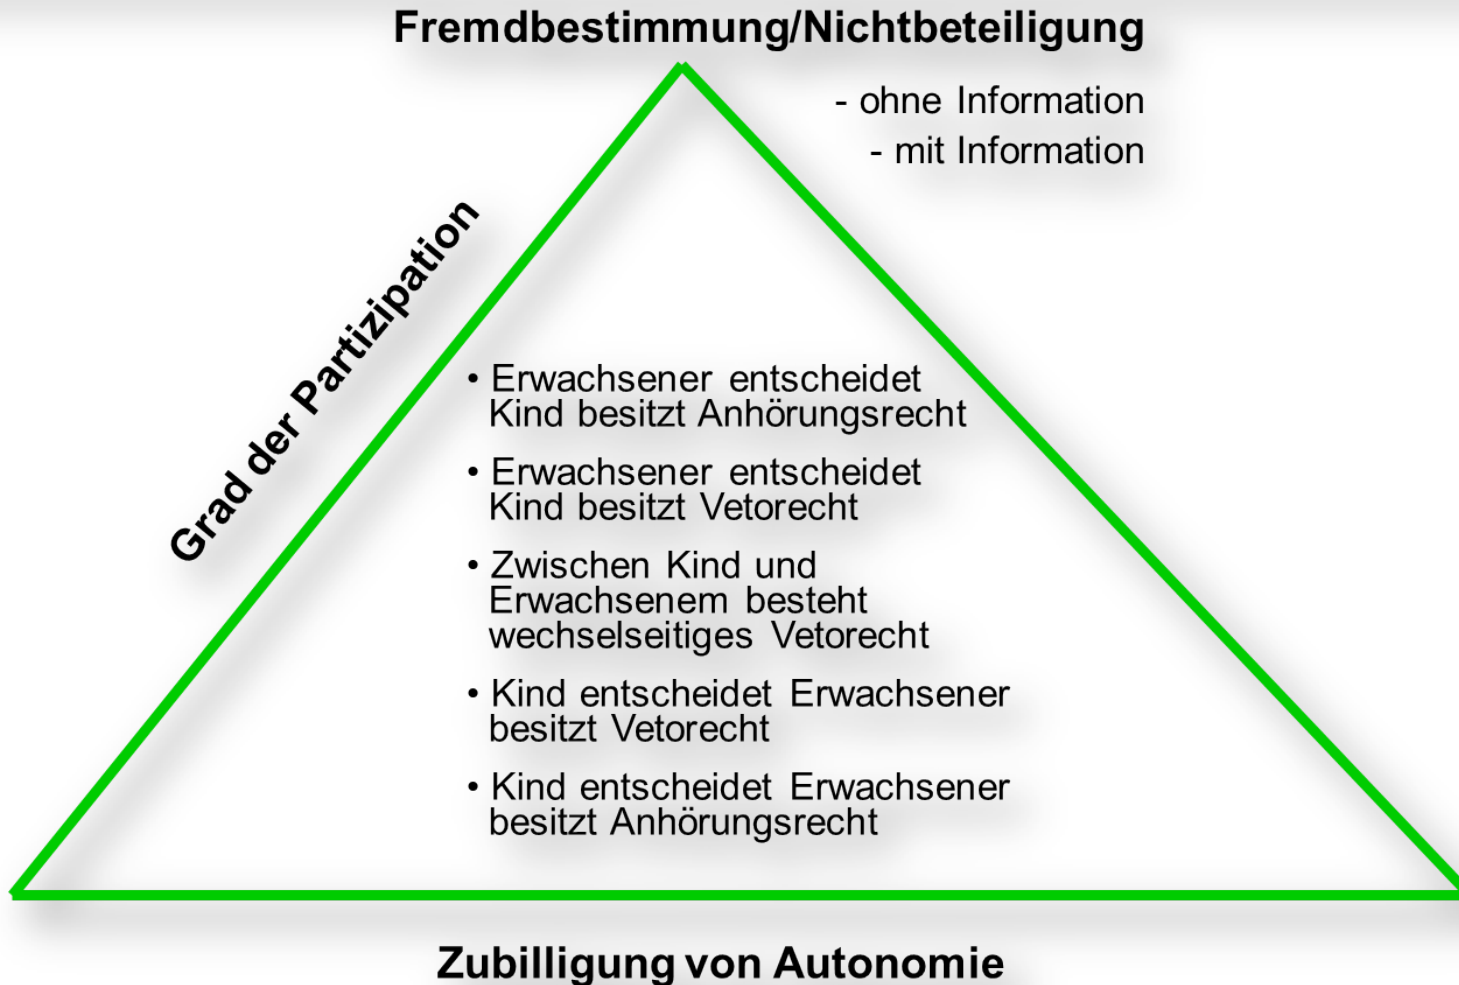 Fremdbestimmung/Nichtbeteiligung
- ohne Information
- mit Information
Grad der Partizipation
• Erwachsener entscheidet
Kind besitzt Anhörungsrecht
• Erwachsener entscheidet
Kind besitzt Vetorecht
• Zwischen Kind und
Erwachsenem besteht
wechselseitiges Vetorecht
• Kind entscheidet Erwachsener
besitzt Vetorecht
• Kind entscheidet Erwachsener
besitzt Anhörungsrecht
Zubilligung von Autonomie